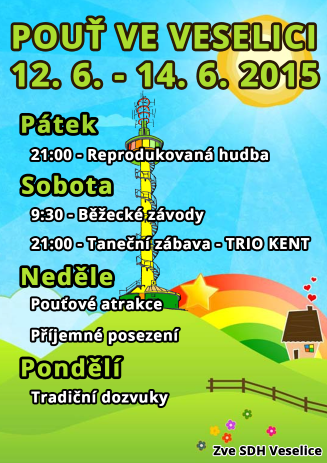 POUŤ VE VESELICI
12. 6. - 14. 6. 2015
Pátek
21:00 - Reprodukovaná hudba
Sobota
9:30 - Běžecké závody
21:00 - Taneční zábava - TRIO KENT
Neděle
Pouťové atrakce
Příjemné posezení
Pondělí
Tradiční dozvuky
Zve SDH Veselice